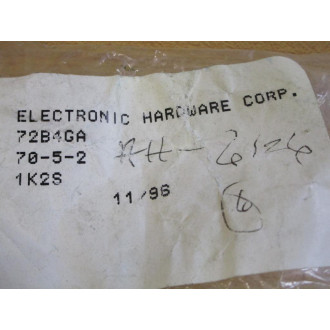 ELECTRONIC HARDWARE CORP.
72B4GA
70-5-2
1K2S
11/96